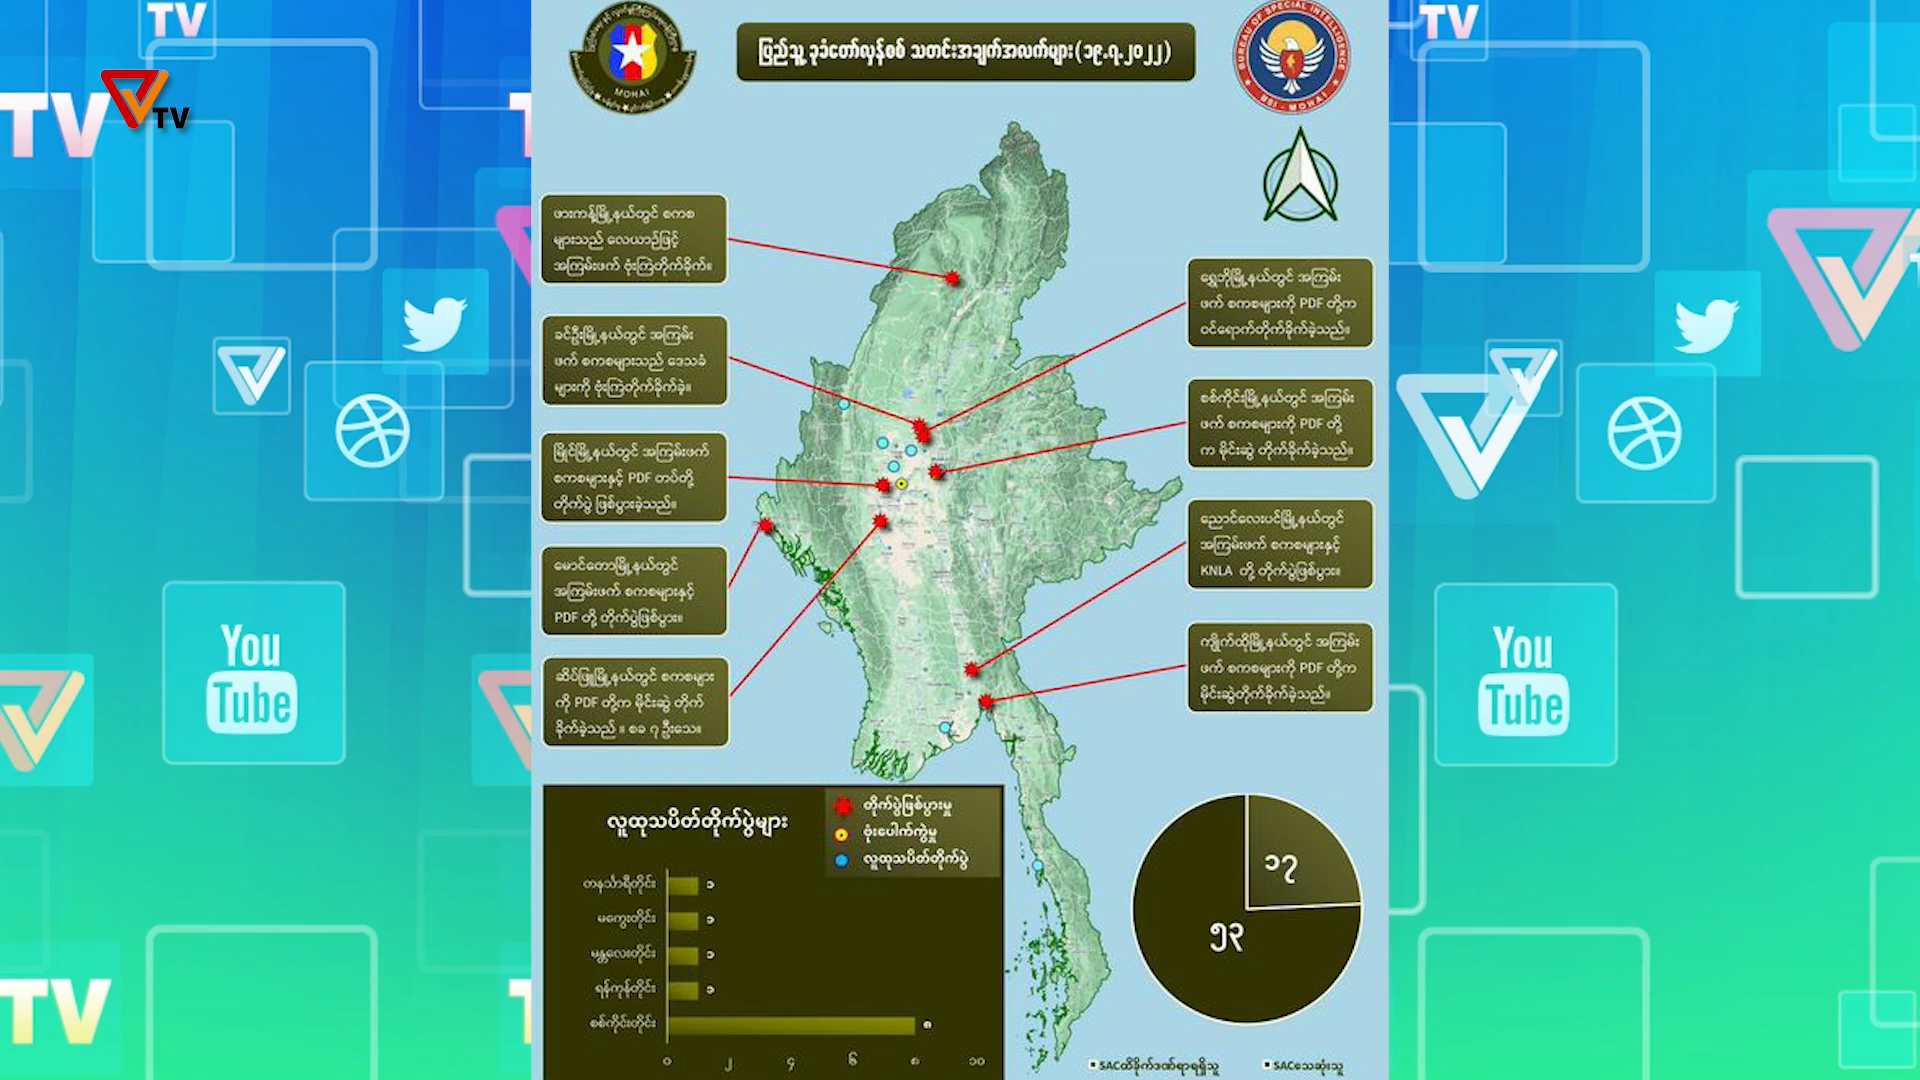 TV
TV
TV
TV
MOHAI
ပြည်သူ့ ခုခံတော်လှန်စစ် သတင်းအချက်အလက်များ (၁၉.၇.၂၀၂၂)
BUREAU OF SPECIAL INTELLIGENCE
BSI - MOHAI
ဖားကန့်မြို့နယ်တွင် စကစ
များသည် လေယာဉ်ဖြင့်
အကြမ်းဖက် ဗုံးကြဲတိုက်ခိုက်။
ခင်ဦးမြို့နယ်တွင် အကြမ်း
ဖက် စကစများသည် ဒေသခံ
များကို ဗုံးကြဲတိုက်ခိုက်ခဲ့။
မြိုင်မြို့နယ်တွင် အကြမ်းဖက်
စကစများနှင့် PDF တပ်တို့
တိုက်ပွဲ ဖြစ်ပွားခဲ့သည်။
မောင်တောမြို့နယ်တွင်
အကြမ်းဖက် စကစများနှင့်
PDF တို့ တိုက်ပွဲဖြစ်ပွား။
ဆိပ်ဖြူမြို့နယ်တွင် စကစများ
ကို PDF တို့က မိုင်းဆွဲ တိုက်
ခိုက်ခဲ့သည် ။ စခ ၇ ဦးသေ။
ရွှေဘိုမြို့နယ်တွင် အကြမ်း
ဖက် စကစများကို PDF တို့က
ဝင်ရောက်တိုက်ခိုက်ခဲ့သည်။
စစ်ကိုင်းမြို့နယ်တွင် အကြမ်း
ဖက် စကစများကို PDF တို့
က မိုင်းဆွဲ တိုက်ခိုက်ခဲ့သည်။
ညောင်လေးပင်မြို့နယ်တွင်
အကြမ်းဖက် စကစများနှင့်
KNLA တို့ တိုက်ပွဲဖြစ်ပွား။
ကျိုက်ထိုမြို့နယ်တွင် အကြမ်း
ဖက် စကစများကို PDF တို့က
မိုင်းဆွဲတိုက်ခိုက်ခဲ့သည်။
လူထုသပိတ်တိုက်ပွဲများ
တိုက်ပွဲဖြစ်ပွားမှု
ဗုံးပေါက်ကွဲမှု
လူထုသပိတ်တိုက်ပွဲ
တနင်္သာရီတိုင်း ၁
မကွေးတိုင်း ၁
မန္တလေးတိုင်း ၁
ရန်ကုန်တိုင်း ၁
စစ်ကိုင်းတိုင်း ၈
၀ ၂ ၄ ၆ ၈ ၁၀
၁၇
၅၃
SACထိခိုက်ဒဏ်ရာရရှိသူ
SACသေဆုံးသူ
You
Tube
You
Tube
TV
TV